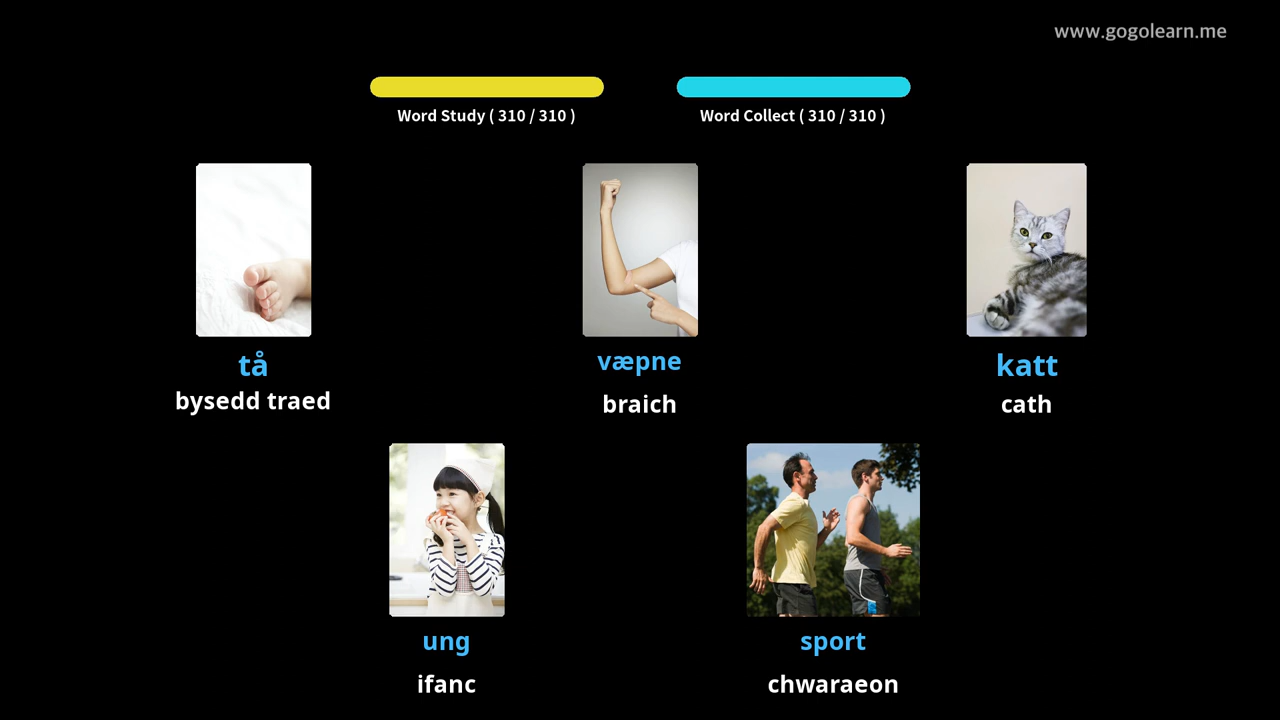 www.gogolearn.me
Word Study ( 310 / 310 )
Word Collect ( 310 / 310 )
tå
bysedd traed
væpne
braich
katt
cath
ung
ifanc
sport
chwaraeon